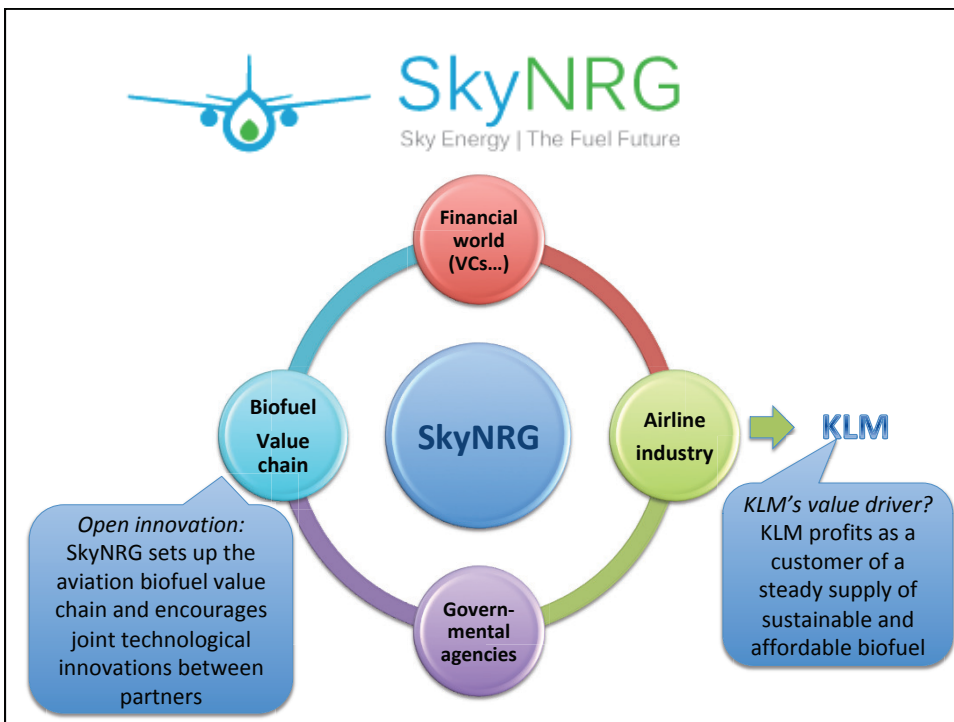 SkyNRG
Sky Energy | The Fuel Future
Financial
world
(VCs...)
Biofuel
Value
chain
SkyNRG
Airline
industry
KLM
Open innovation:
SkyNRG sets up the
aviation biofuel value
chain and encourages
joint technological
innovations between
partners
KLM's value driver?
KLM profits as a
customer of a
steady supply of
sustainable and
affordable biofuel
Govern-
mental
agencies